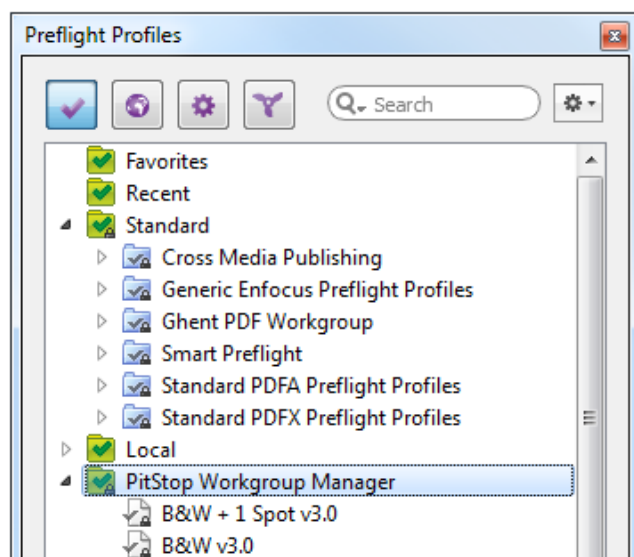 Preflight Profiles
Search
Favorites
Recent
Standard
Cross Media Publishing
Generic Enfocus Preflight Profiles
Ghent PDF Workgroup
Smart Preflight
Standard PDFA Preflight Profiles
Standard PDFX Preflight Profiles
Local
PitStop Workgroup Manager
B&W + 1 Spot v3.0
B&W v3.0